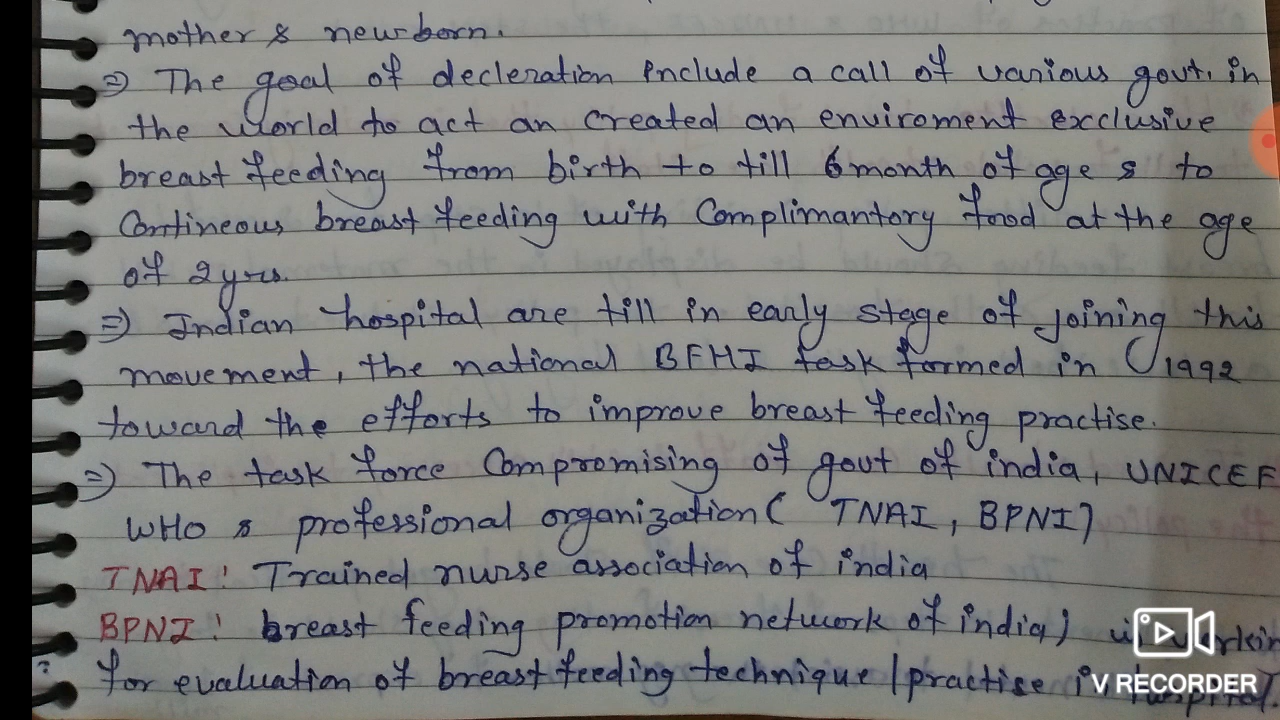 mother & newborn.
⇒ The goal of decleration include a call of various govt. in
the world to act an created an enviroment exclusive
breast feeding from birth to till 6 month of age & to
Contineous breast feeding with Complimantory food at the age
of 2 yrs.
⇒ Indian hospital are till in early stage of joining this
movement, the national BFHI task formed in 1992
toward the efforts to improve breast feeding practise.
⇒ The task force Compromising of govt of india, UNICEF
WHO & professional organization ( TNAI, BPNI)
TNAI: Trained nurse association of india
BPNI: breast feeding promotion network of india)
for evaluation of breast feeding technique / practise in hospital.
V RECORDER